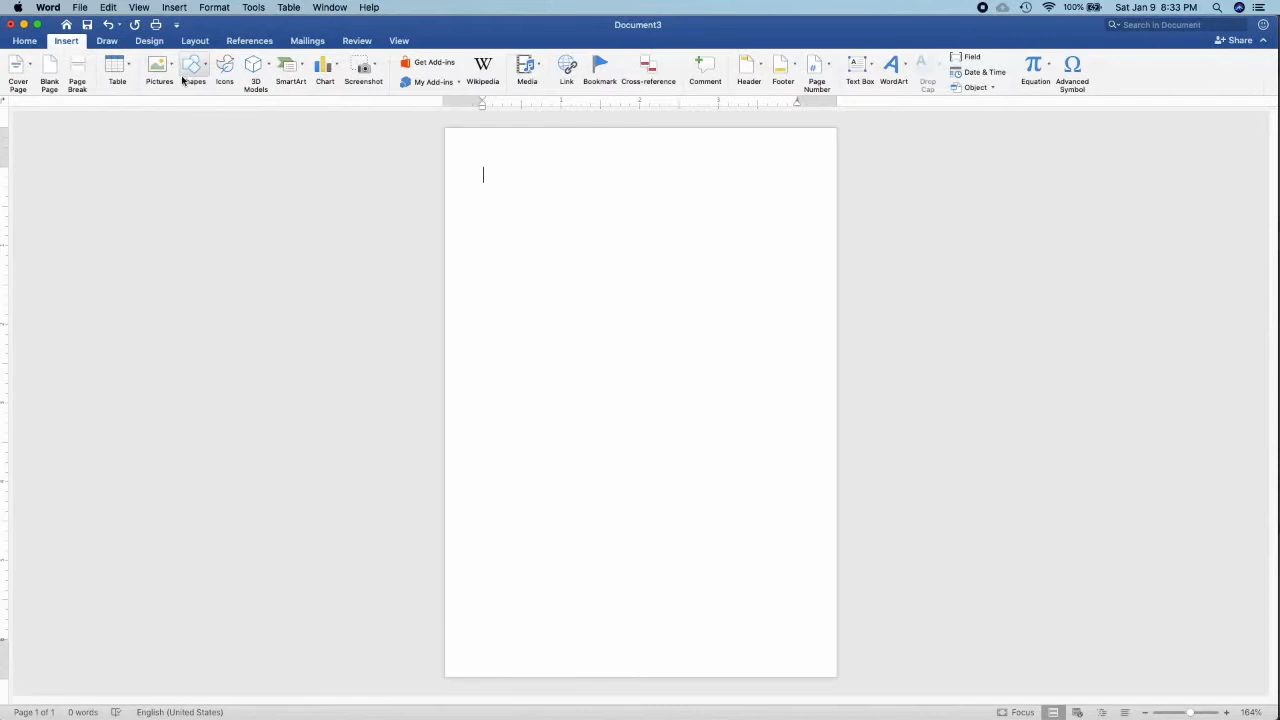 Word File Edit View Insert Format Tools Table Window Help 100% Sat Jan 9 8:33 PM
Document3
Search in Document
Home Insert Draw Design Layout References Mailings Review View
Share
Cover Page
Blank Page
Page Break
Table
Pictures
Shapes
Icons
3D Models
SmartArt
Chart
Screenshot
Get Add-ins
My Add-ins
W
Wikipedia
Media
Link
Bookmark
Cross-reference
Comment
Header
Footer
#
Page Number
A
Text Box
A
WordArt
A
Drop Cap
Field
Date & Time
Object
π
Equation
Ω
Advanced Symbol
1 2 3
Page 1 of 1 0 words English (United States) Focus 164%